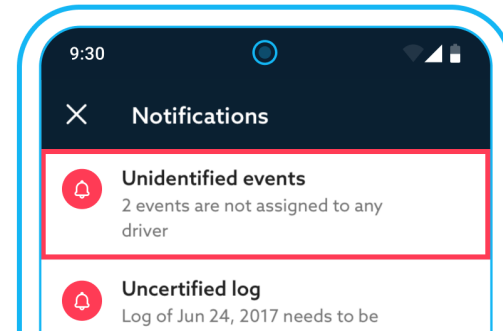 9:30
Notifications
Unidentified events
2 events are not assigned to any
driver
Uncertified log
Log of Jun 24, 2017 needs to be